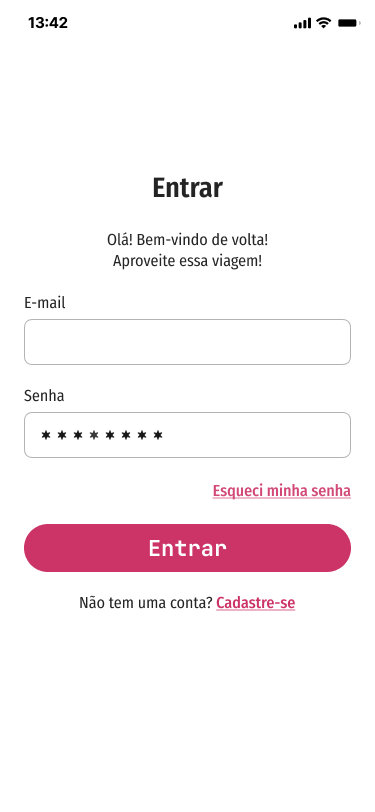 13:42
Entrar
Olá! Bem-vindo de volta!
Aproveite essa viagem!
E-mail
Senha
********
Esqueci minha senha
Entrar
Não tem uma conta? Cadastre-se